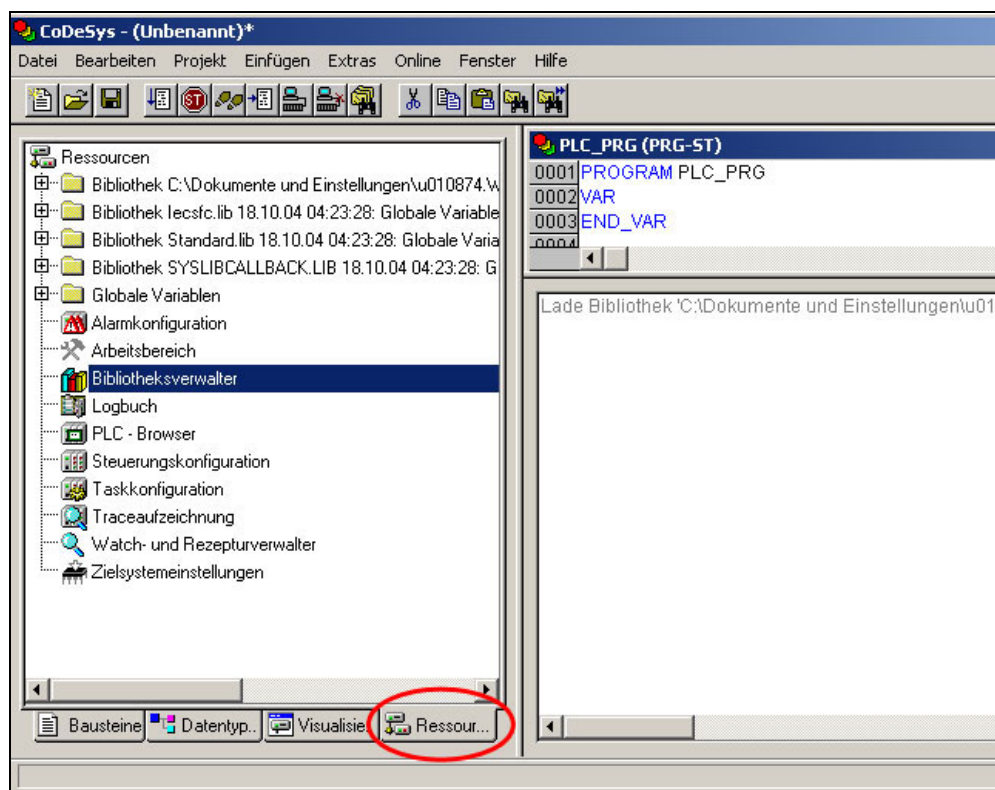 CoDeSys - (Unbenannt)*
Datei Bearbeiten Projekt Einfügen Extras Online Fenster Hilfe
Ressourcen
Bibliothek C:\Dokumente und Einstellungen\u010874.
Bibliothek Iecsfc.lib 18.10.04 04:23:28: Globale Variable
Bibliothek Standard.lib 18.10.04 04:23:28: Globale Varia
Bibliothek SYSLIBCALLBACK.LIB 18.10.04 04:23:28: G
Globale Variablen
Alarmkonfiguration
Arbeitsbereich
Bibliotheksverwalter
Logbuch
PLC - Browser
Steuerungskonfiguration
Taskkonfiguration
Traceaufzeichnung
Watch- und Rezepturverwalter
Zielsystemeinstellungen
Bausteine Datentyp.. Visualisie. Ressour...
PLC_PRG (PRG-ST)
0001 PROGRAM PLC_PRG
0002 VAR
0003 END_VAR
0004
Lade Bibliothek 'C:\Dokumente und Einstellungen\u01